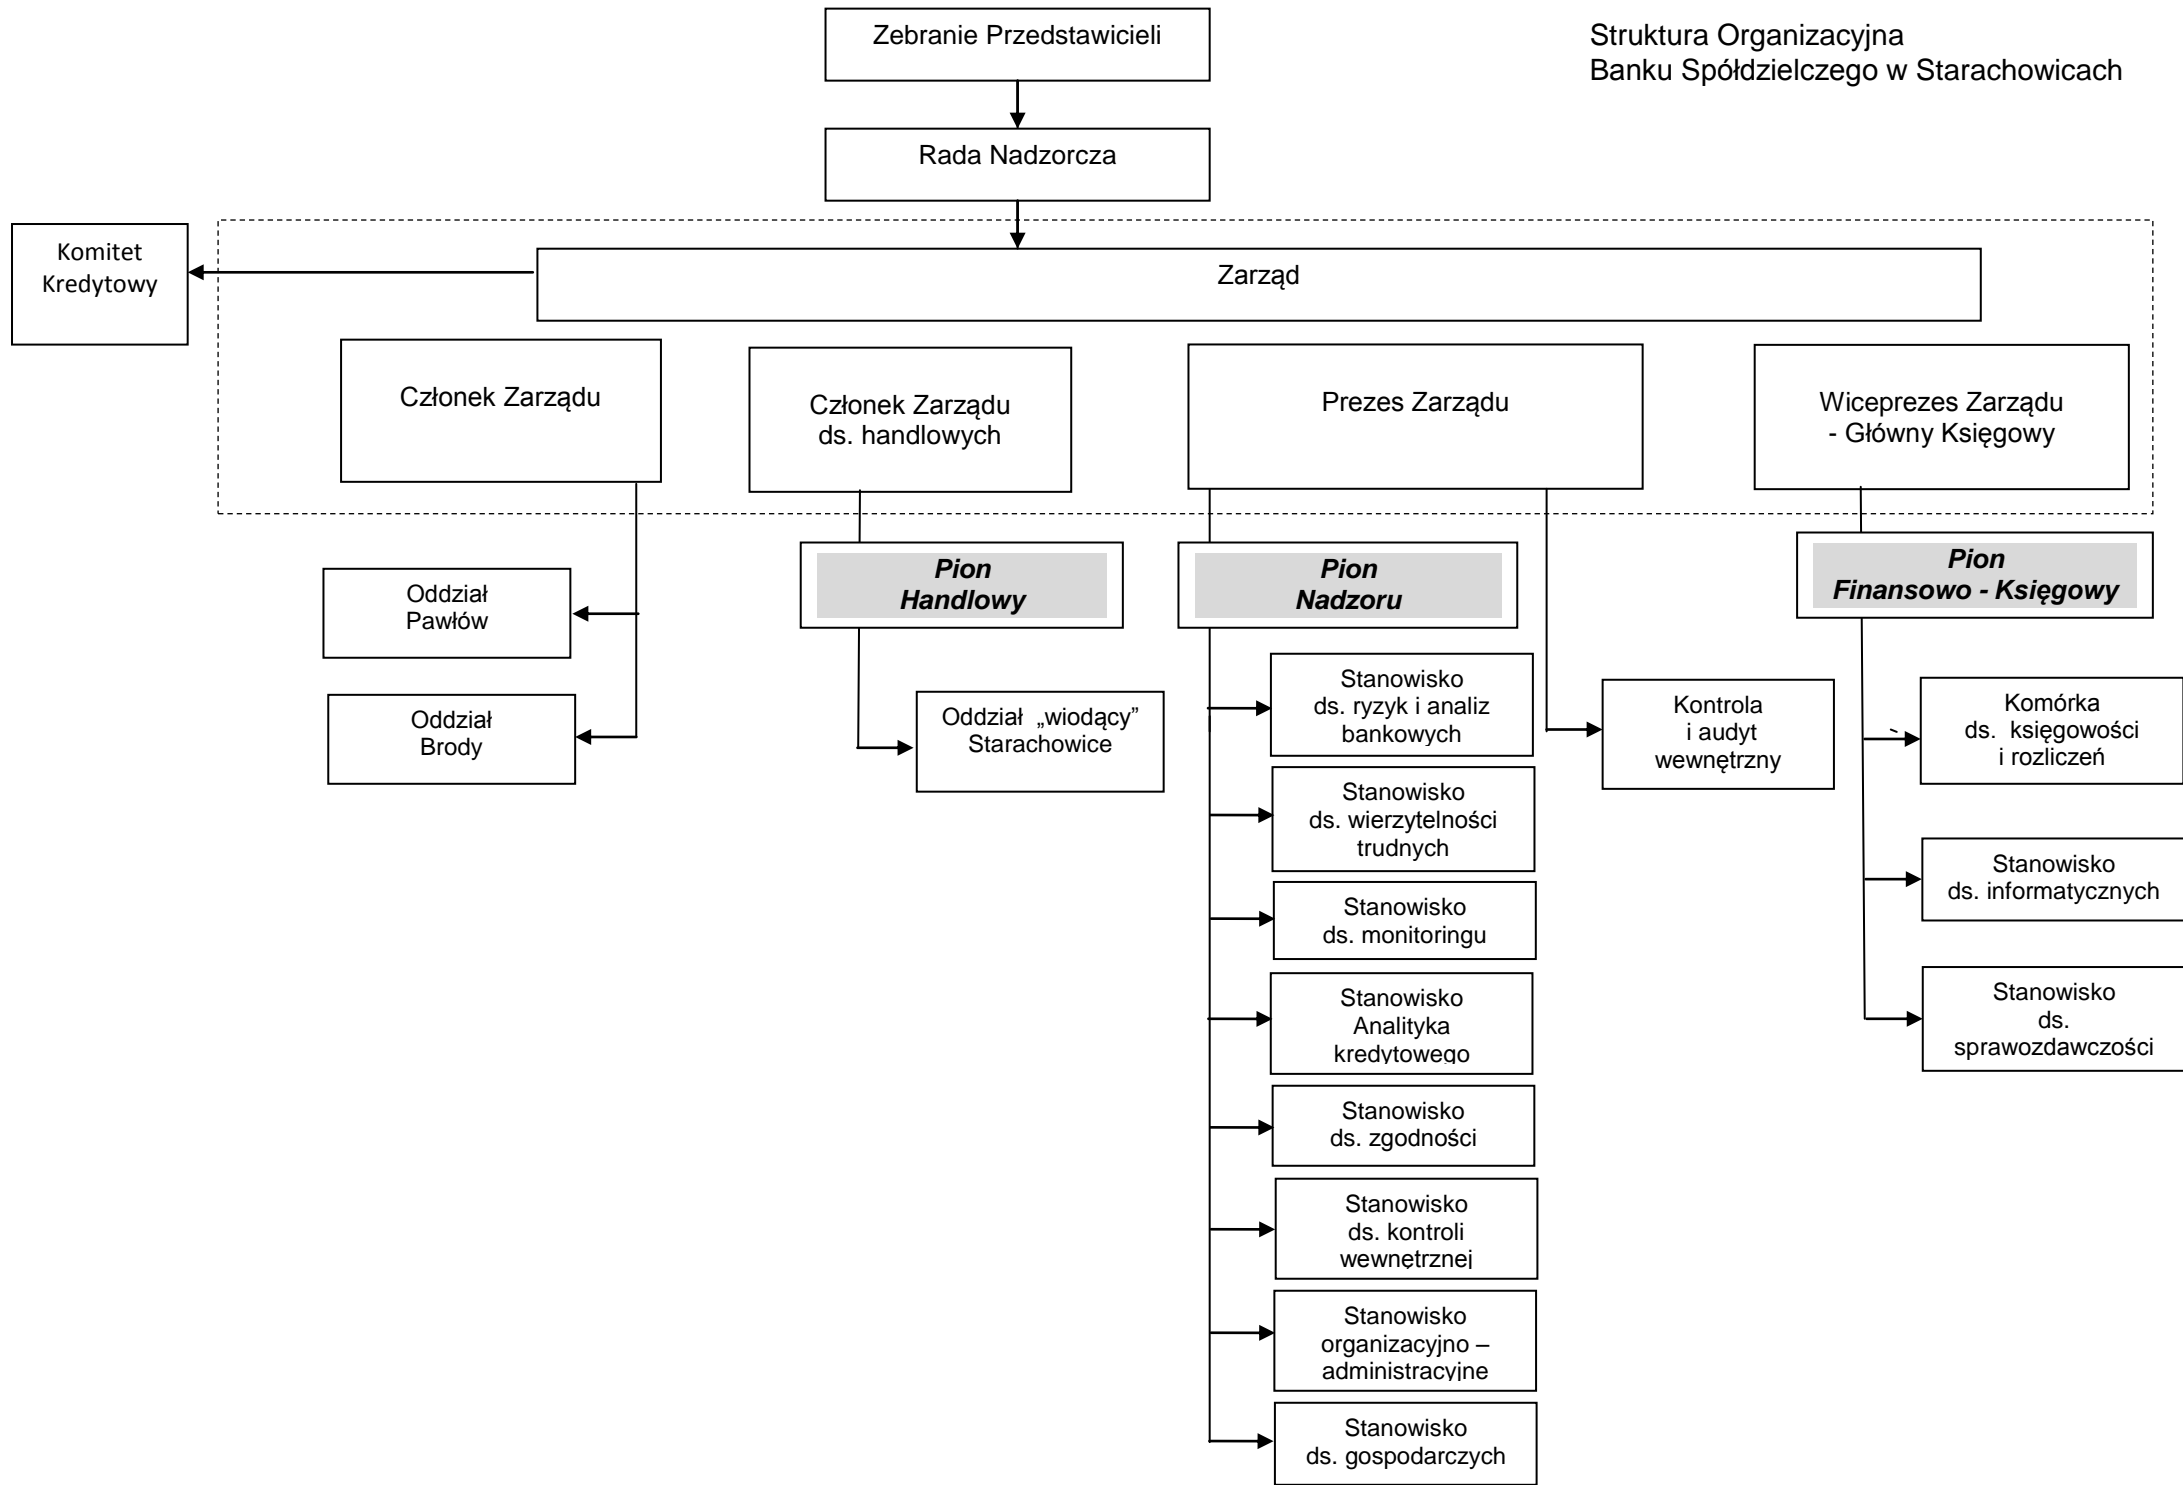 Struktura Organizacyjna
Banku Spółdzielczego w Starachowicach
Zebranie Przedstawicieli
Rada Nadzorcza
Komitet
Kredytowy
Zarząd
Członek Zarządu
Członek Zarządu
ds. handlowych
Prezes Zarządu
Wiceprezes Zarządu
- Główny Księgowy
Pion
Handlowy
Pion
Nadzoru
Pion
Finansowo - Księgowy
Oddział
Pawłów
Oddział
Brody
Oddział „wiodący”
Starachowice
Stanowisko
ds. ryzyk i analiz
bankowych
Stanowisko
ds. wierzytelności
trudnych
Stanowisko
ds. monitoringu
Stanowisko
Analityka
kredytowego
Stanowisko
ds. zgodności
Stanowisko
ds. kontroli
wewnętrznej
Stanowisko
organizacyjno –
administracyjne
Stanowisko
ds. gospodarczych
Kontrola
i audyt
wewnętrzny
Komórka
ds. księgowości
i rozliczeń
Stanowisko
ds. informatycznych
Stanowisko
ds.
sprawozdawczości